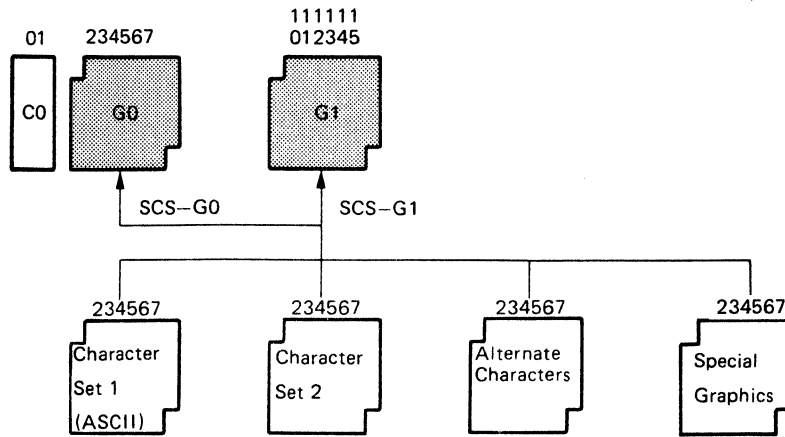 111111
01 234567 012345
C0 G0 G1
SCS-G0 SCS-G1
234567 234567 234567 234567
Character Character Alternate Special
Set 1 Set 2 Characters Graphics
(ASCII)